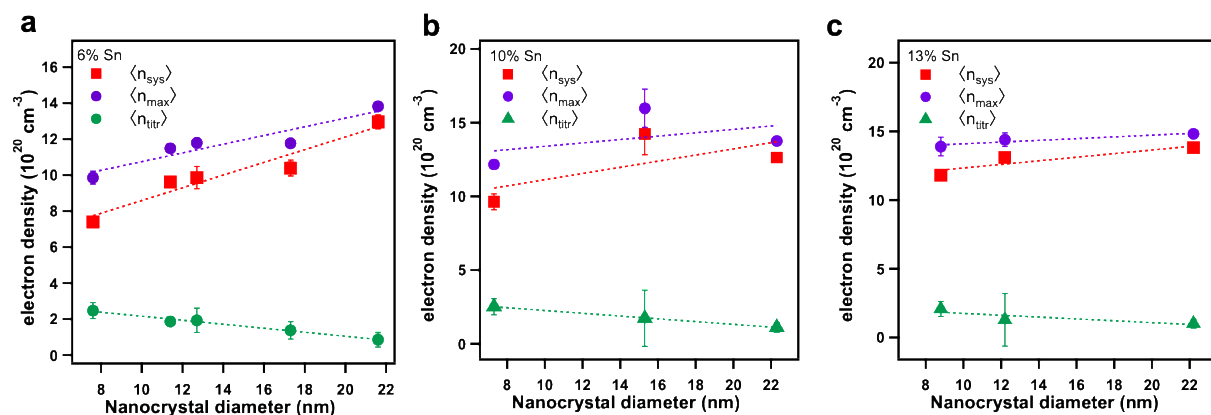 a
6% Sn
⟨n_sys⟩
⟨n_max⟩
⟨n_titr⟩
electron density (10^20 cm^-3)
16
14
12
10
8
6
4
2
0
8 10 12 14 16 18 20 22
Nanocrystal diameter (nm)
b
10% Sn
⟨n_sys⟩
⟨n_max⟩
⟨n_titr⟩
electron density (10^20 cm^-3)
20
15
10
5
0
8 10 12 14 16 18 20 22
Nanocrystal diameter (nm)
c
13% Sn
⟨n_sys⟩
⟨n_max⟩
⟨n_titr⟩
electron density (10^20 cm^-3)
20
15
10
5
0
8 10 12 14 16 18 20 22
Nanocrystal diameter (nm)